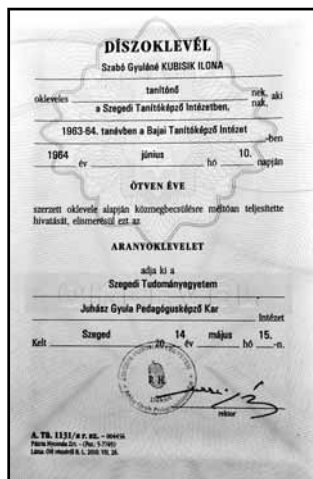 DÍSZOKLEVÉL
Szabó Gyuláné KUBISIK ILONA
okleveles tanítónő nek, nak, aki
a Szegedi Tanítóképző Intézetben,
1963-64. tanévben a Bajai Tanítóképző Intézet -ben
1964 év június hó 10. napján
ÖTVEN ÉVE
szerzett oklevele alapján közmegbecsülésre méltóan teljesítette
hivatását, elismerésül ezt az
ARANYOKLEVELET
adja ki a
Szegedi Tudományegyetem
Juhász Gyula Pedagógusképző Kar
Intézet
Kelt Szeged 20 14 év május hó 15. -n.
P. H.
rektor
A. Tü. 1131/a r. sz. –